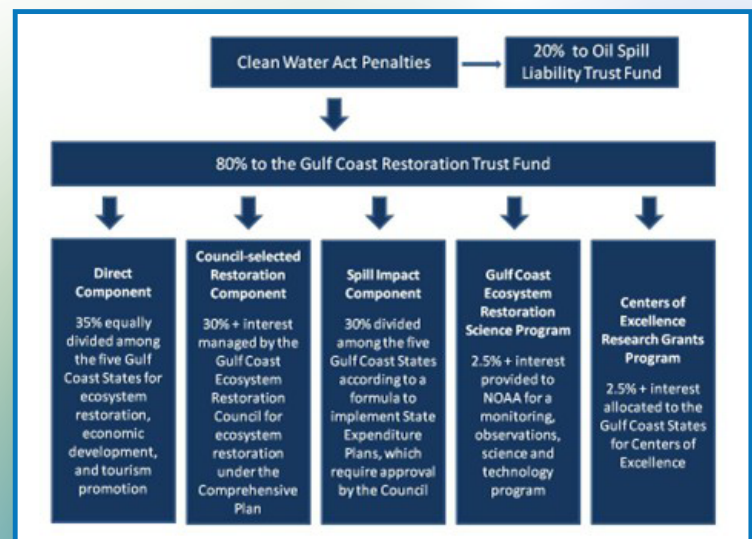 Clean Water Act Penalties
20% to Oil Spill
Liability Trust Fund
80% to the Gulf Coast Restoration Trust Fund
Direct
Component
35% equally
divided among
the five Gulf
Coast States for
ecosystem
restoration,
economic
development,
and tourism
promotion
Council-selected
Restoration
Component
30% + interest
managed by the
Gulf Coast
Ecosystem
Restoration
Council for
ecosystem
restoration
under the
Comprehensive
Plan
Spill Impact
Component
30% divided
among the five
Gulf Coast States
according to a
formula to
implement State
Expenditure
Plans, which
require approval
by the Council
Gulf Coast
Ecosystem
Restoration
Science Program
2.5% + interest
provided to
NOAA for a
monitoring,
observations,
science and
technology
program
Centers of
Excellence
Research Grants
Program
2.5% + interest
allocated to the
Gulf Coast States
for Centers of
Excellence